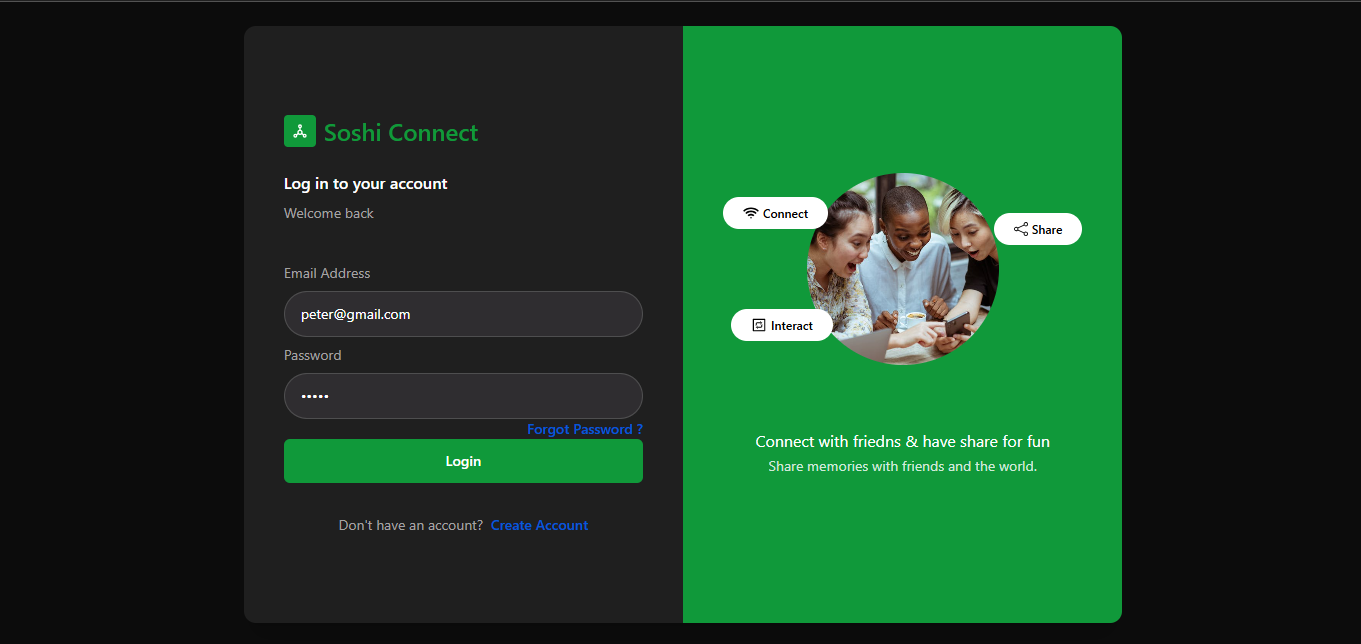 Soshi Connect
Log in to your account
Welcome back
Email Address
peter@gmail.com
Password
•••••
Forgot Password ?
Login
Don't have an account? Create Account
Connect
Share
Interact
Connect with friedns & have share for fun
Share memories with friends and the world.